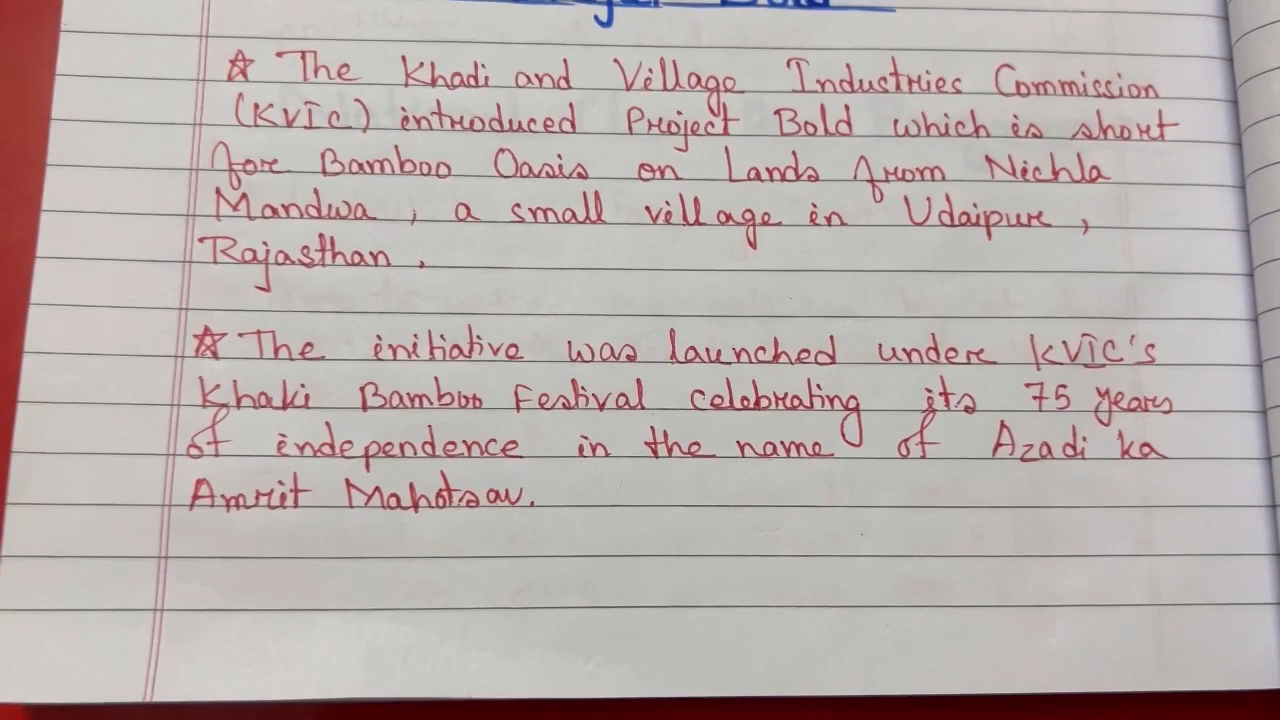 ☆ The Khadi and Village Industries Commission
(KVIC) introduced Project Bold which is short
for Bamboo Oasis on Lands from Nichla
Mandwa, a small village in Udaipur,
Rajasthan.
☆ The initiative was launched under KVIC's
Khaki Bamboo Festival celebrating its 75 years
of independence in the name of Azadi ka
Amrit Mahotsav.